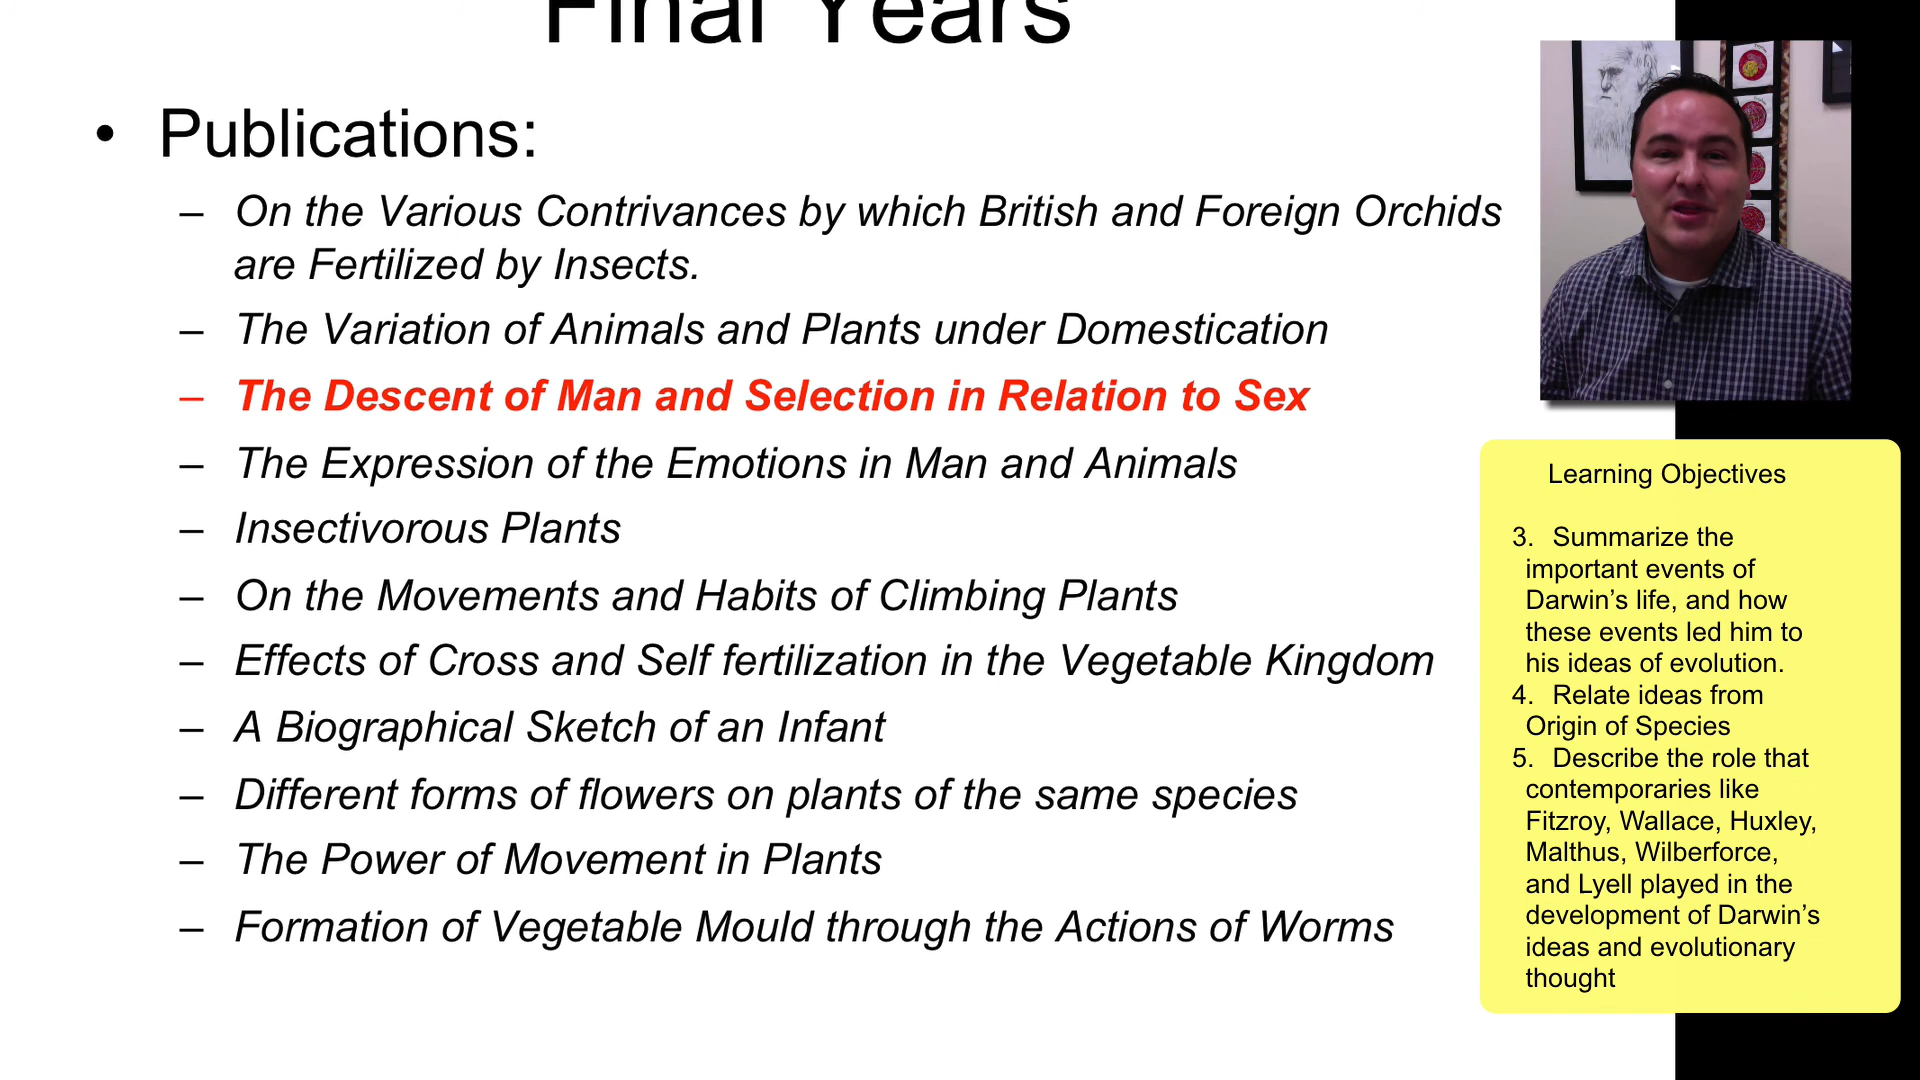 Final Years
• Publications:
– On the Various Contrivances by which British and Foreign Orchids
are Fertilized by Insects.
– The Variation of Animals and Plants under Domestication
– The Descent of Man and Selection in Relation to Sex
– The Expression of the Emotions in Man and Animals
– Insectivorous Plants
– On the Movements and Habits of Climbing Plants
– Effects of Cross and Self fertilization in the Vegetable Kingdom
– A Biographical Sketch of an Infant
– Different forms of flowers on plants of the same species
– The Power of Movement in Plants
– Formation of Vegetable Mould through the Actions of Worms
Learning Objectives
3. Summarize the
important events of
Darwin’s life, and how
these events led him to
his ideas of evolution.
4. Relate ideas from
Origin of Species
5. Describe the role that
contemporaries like
Fitzroy, Wallace, Huxley,
Malthus, Wilberforce,
and Lyell played in the
development of Darwin’s
ideas and evolutionary
thought